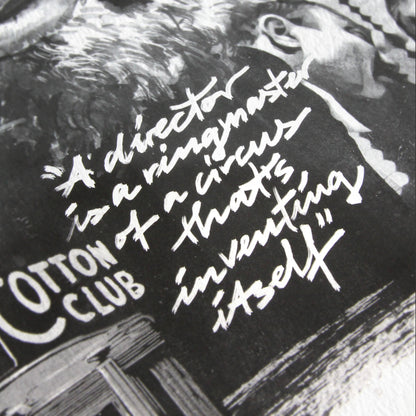 "A director
is a ringmaster
of a circus
that's
inventing
itself"
COTTON
CLUB